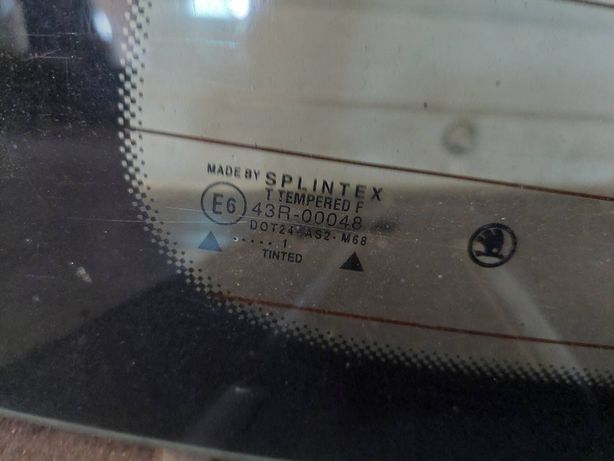 MADE BY SPLINTEX
T TEMPERED F
E6 43R-00048
DOT24·AS2·M68
..... 1
TINTED